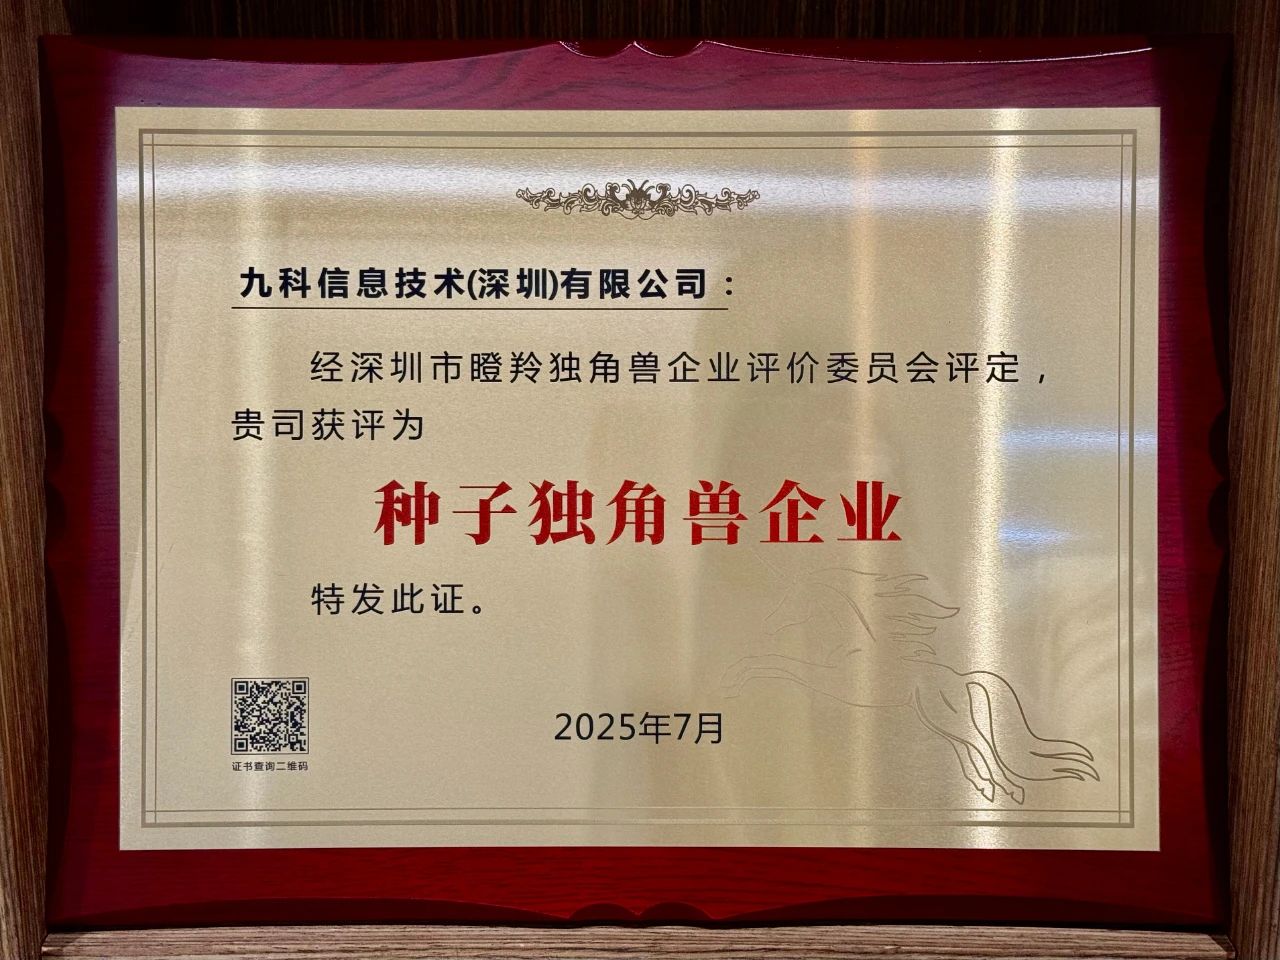 九科信息技术(深圳)有限公司：
经深圳市瞪羚独角兽企业评价委员会评定，
贵司获评为
种子独角兽企业
特发此证。
2025年7月
证书查询二维码